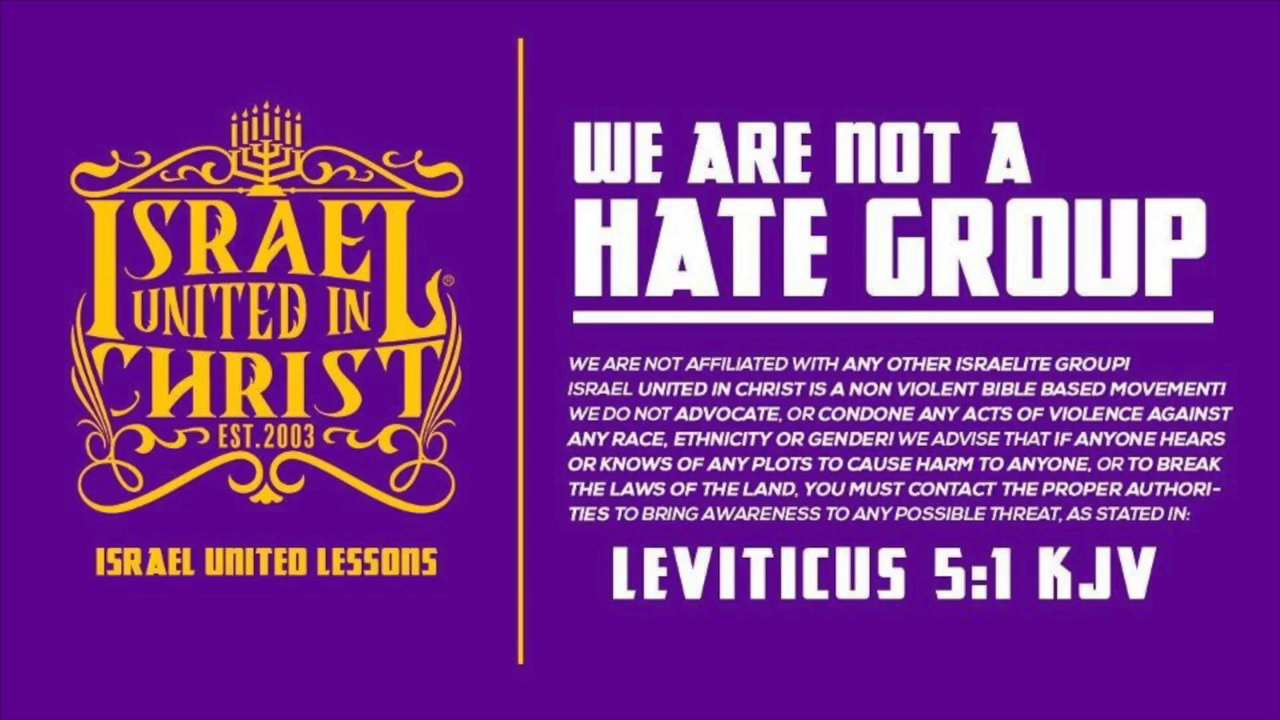 ISRAEL
UNITED IN
CHRIST
®
EST.2003
ISRAEL UNITED LESSONS
WE ARE NOT A
HATE GROUP
WE ARE NOT AFFILIATED WITH ANY OTHER ISRAELITE GROUP!
ISRAEL UNITED IN CHRIST IS A NON VIOLENT BIBLE BASED MOVEMENT!
WE DO NOT ADVOCATE, OR CONDONE ANY ACTS OF VIOLENCE AGAINST
ANY RACE, ETHNICITY OR GENDER! WE ADVISE THAT IF ANYONE HEARS
OR KNOWS OF ANY PLOTS TO CAUSE HARM TO ANYONE, OR TO BREAK
THE LAWS OF THE LAND, YOU MUST CONTACT THE PROPER AUTHORI-
TIES TO BRING AWARENESS TO ANY POSSIBLE THREAT, AS STATED IN:
LEVITICUS 5:1 KJV